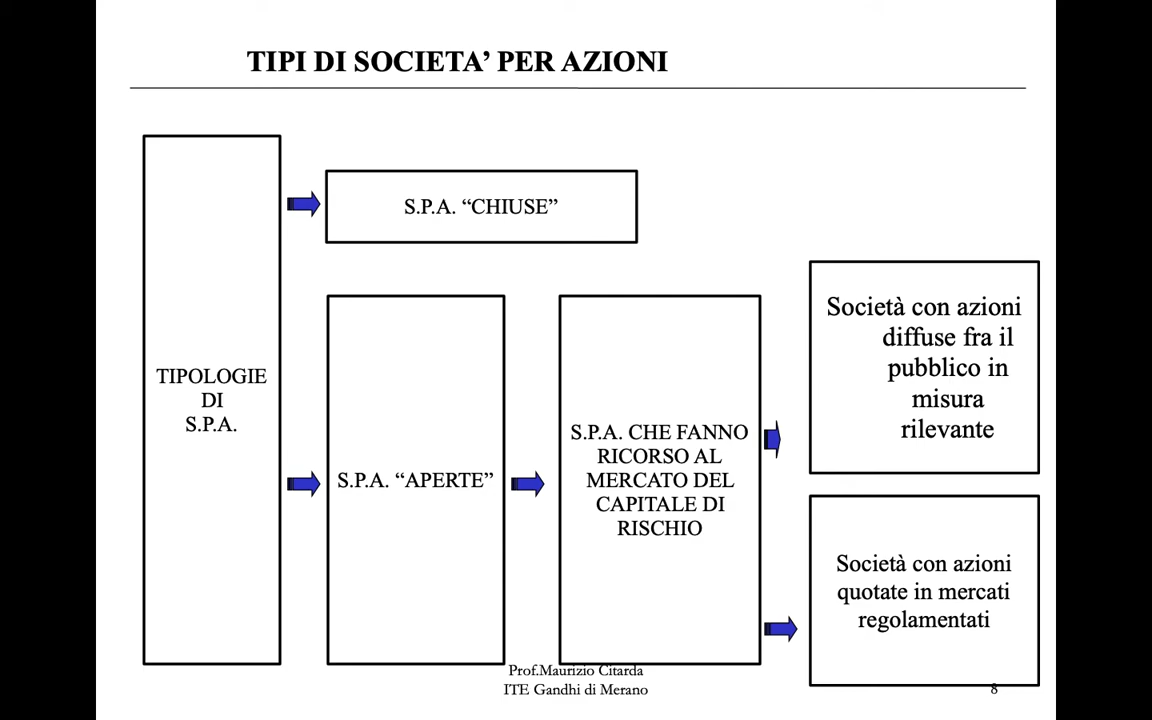 TIPI DI SOCIETA’ PER AZIONI
S.P.A. “CHIUSE”
TIPOLOGIE
DI
S.P.A.
S.P.A. “APERTE”
S.P.A. CHE FANNO
RICORSO AL
MERCATO DEL
CAPITALE DI
RISCHIO
Società con azioni
diffuse fra il
pubblico in
misura
rilevante
Società con azioni
quotate in mercati
regolamentati
Prof.Maurizio Citarda
ITE Gandhi di Merano
8